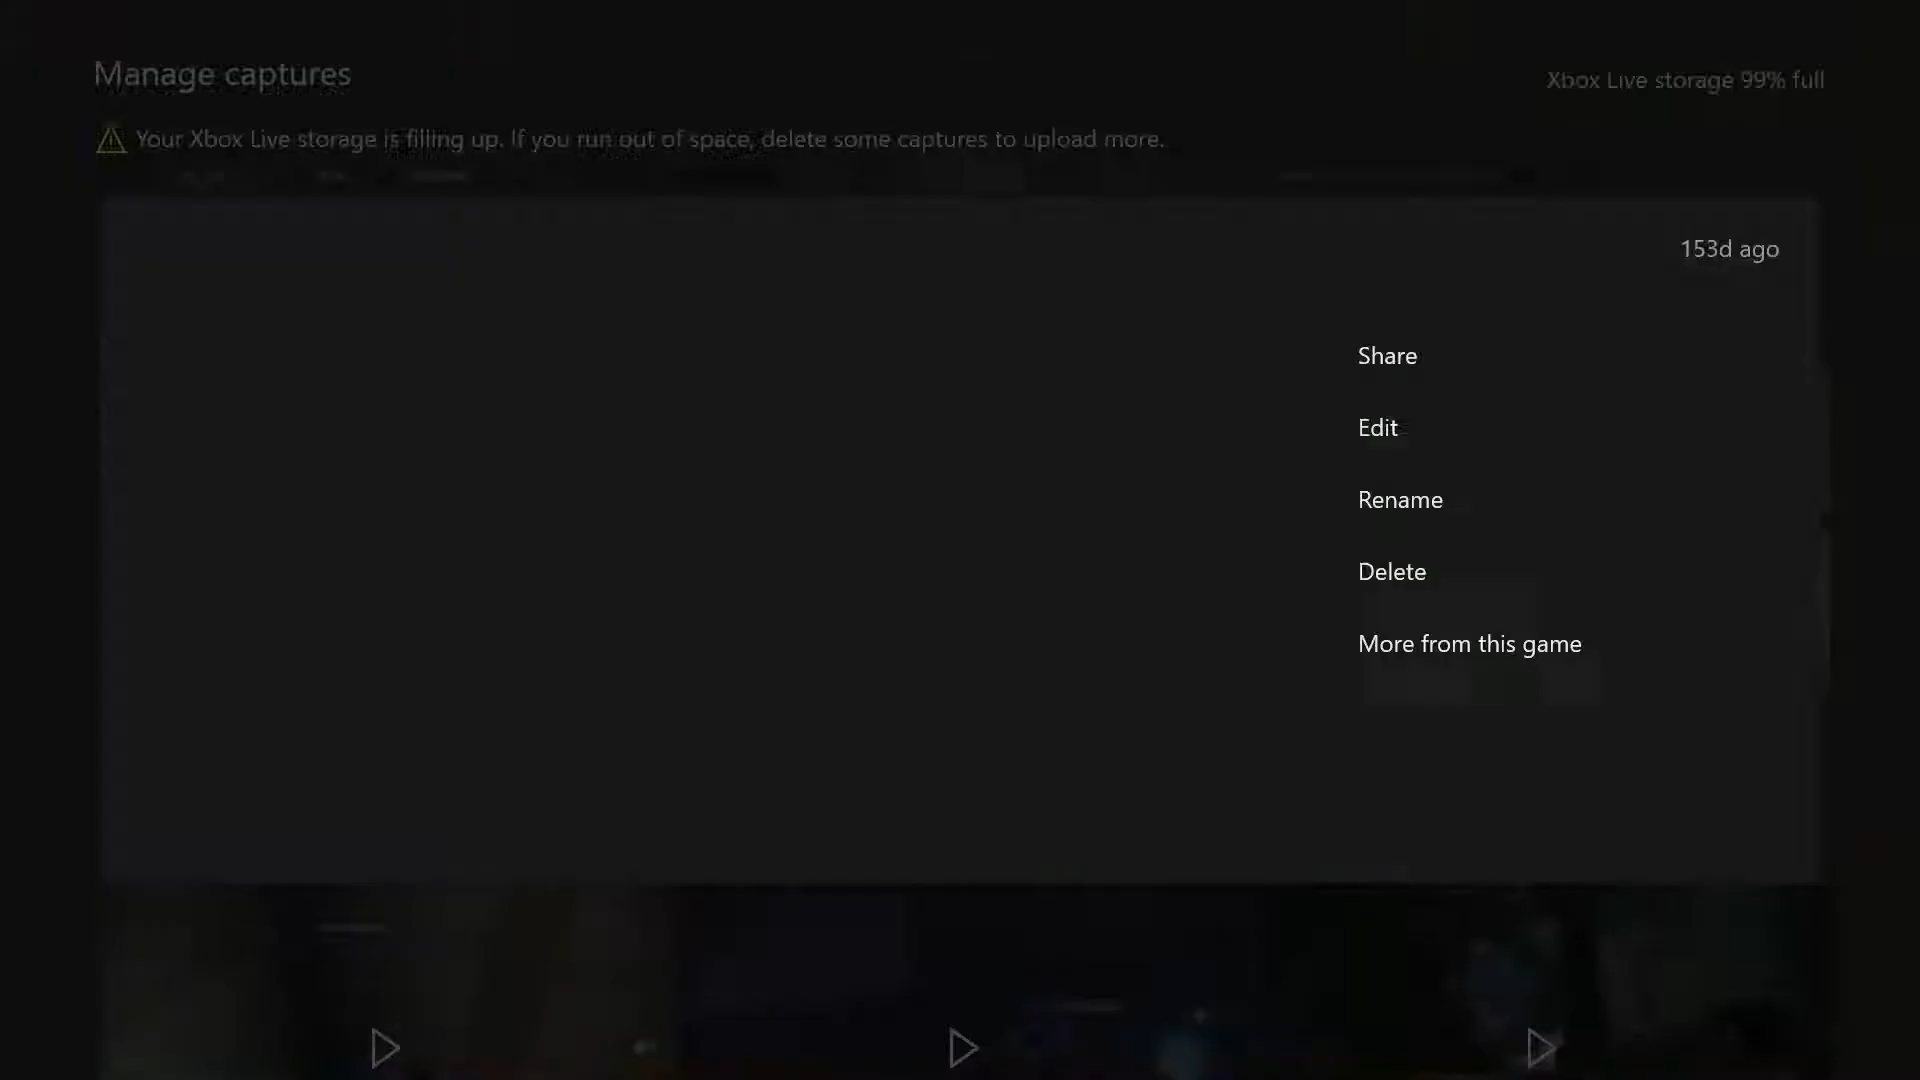 Manage captures
Xbox Live storage 99% full
Your Xbox Live storage is filling up. If you run out of space, delete some captures to upload more.
153d ago
Share
Edit
Rename
Delete
More from this game